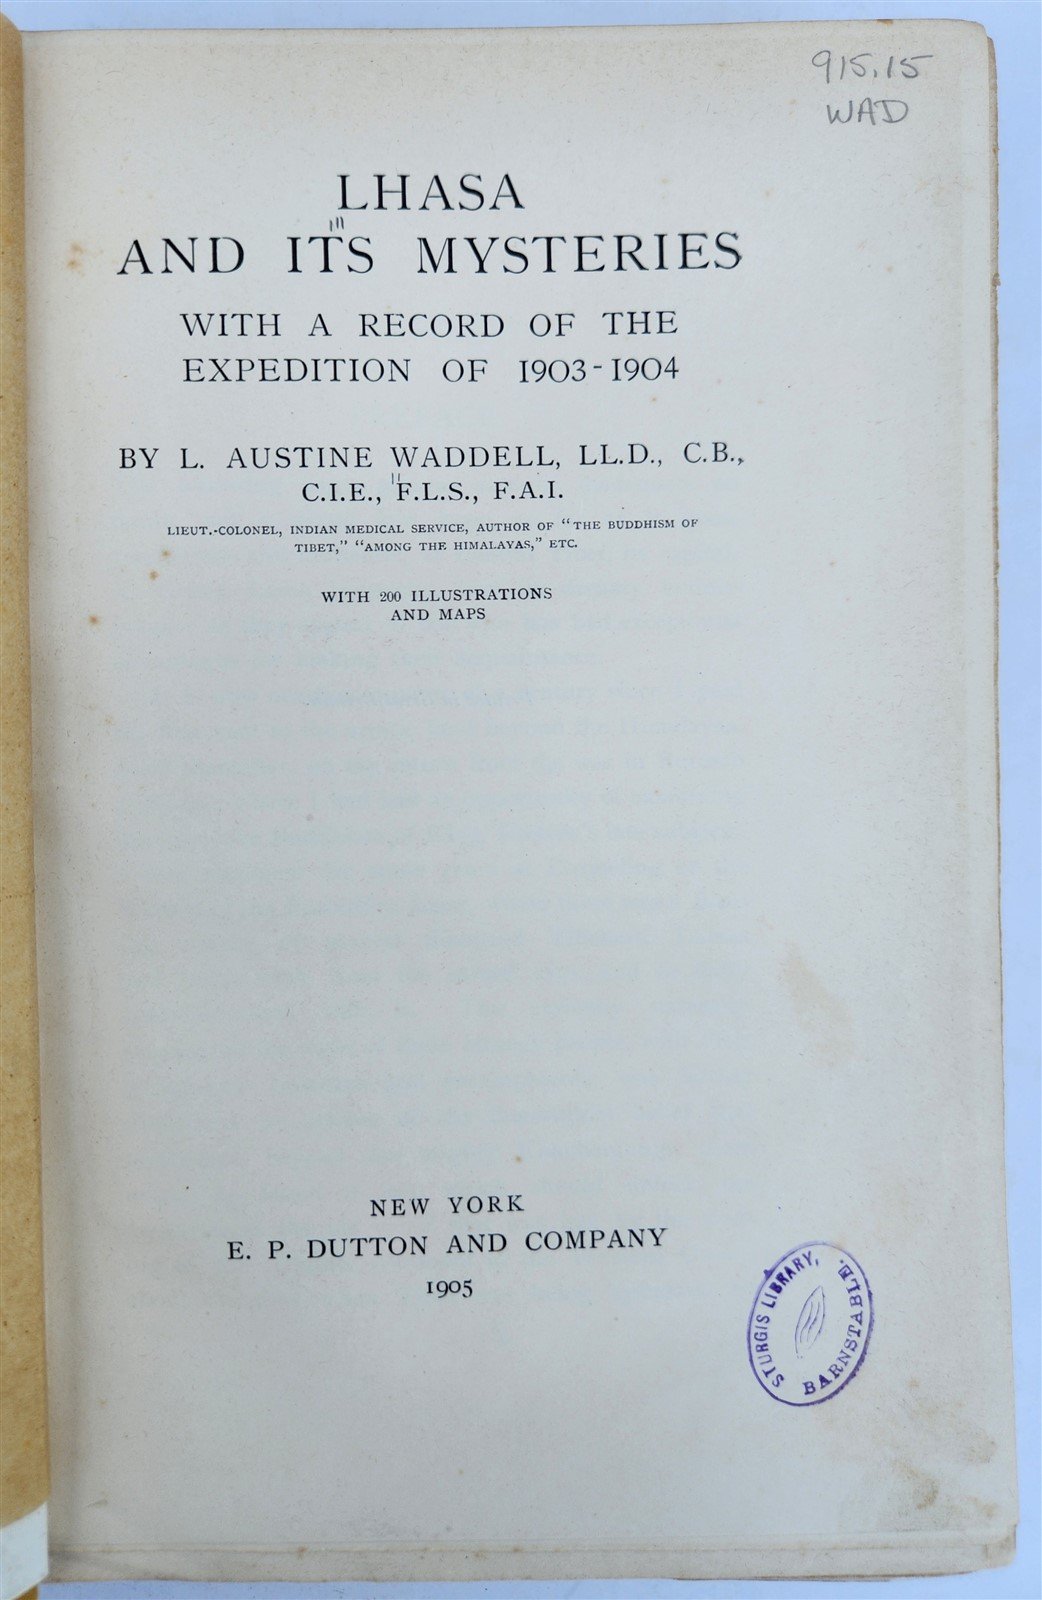 915.15
WAD
LHASA
AND ITS MYSTERIES
WITH A RECORD OF THE
EXPEDITION OF 1903-1904
BY L. AUSTINE WADDELL, LL.D., C.B.,
C.I.E., F.L.S., F.A.I.
LIEUT.-COLONEL, INDIAN MEDICAL SERVICE, AUTHOR OF "THE BUDDHISM OF
TIBET," "AMONG THE HIMALAYAS," ETC.
WITH 200 ILLUSTRATIONS
AND MAPS
NEW YORK
E. P. DUTTON AND COMPANY
1905
STURGIS LIBRARY,
BARNSTABLE.